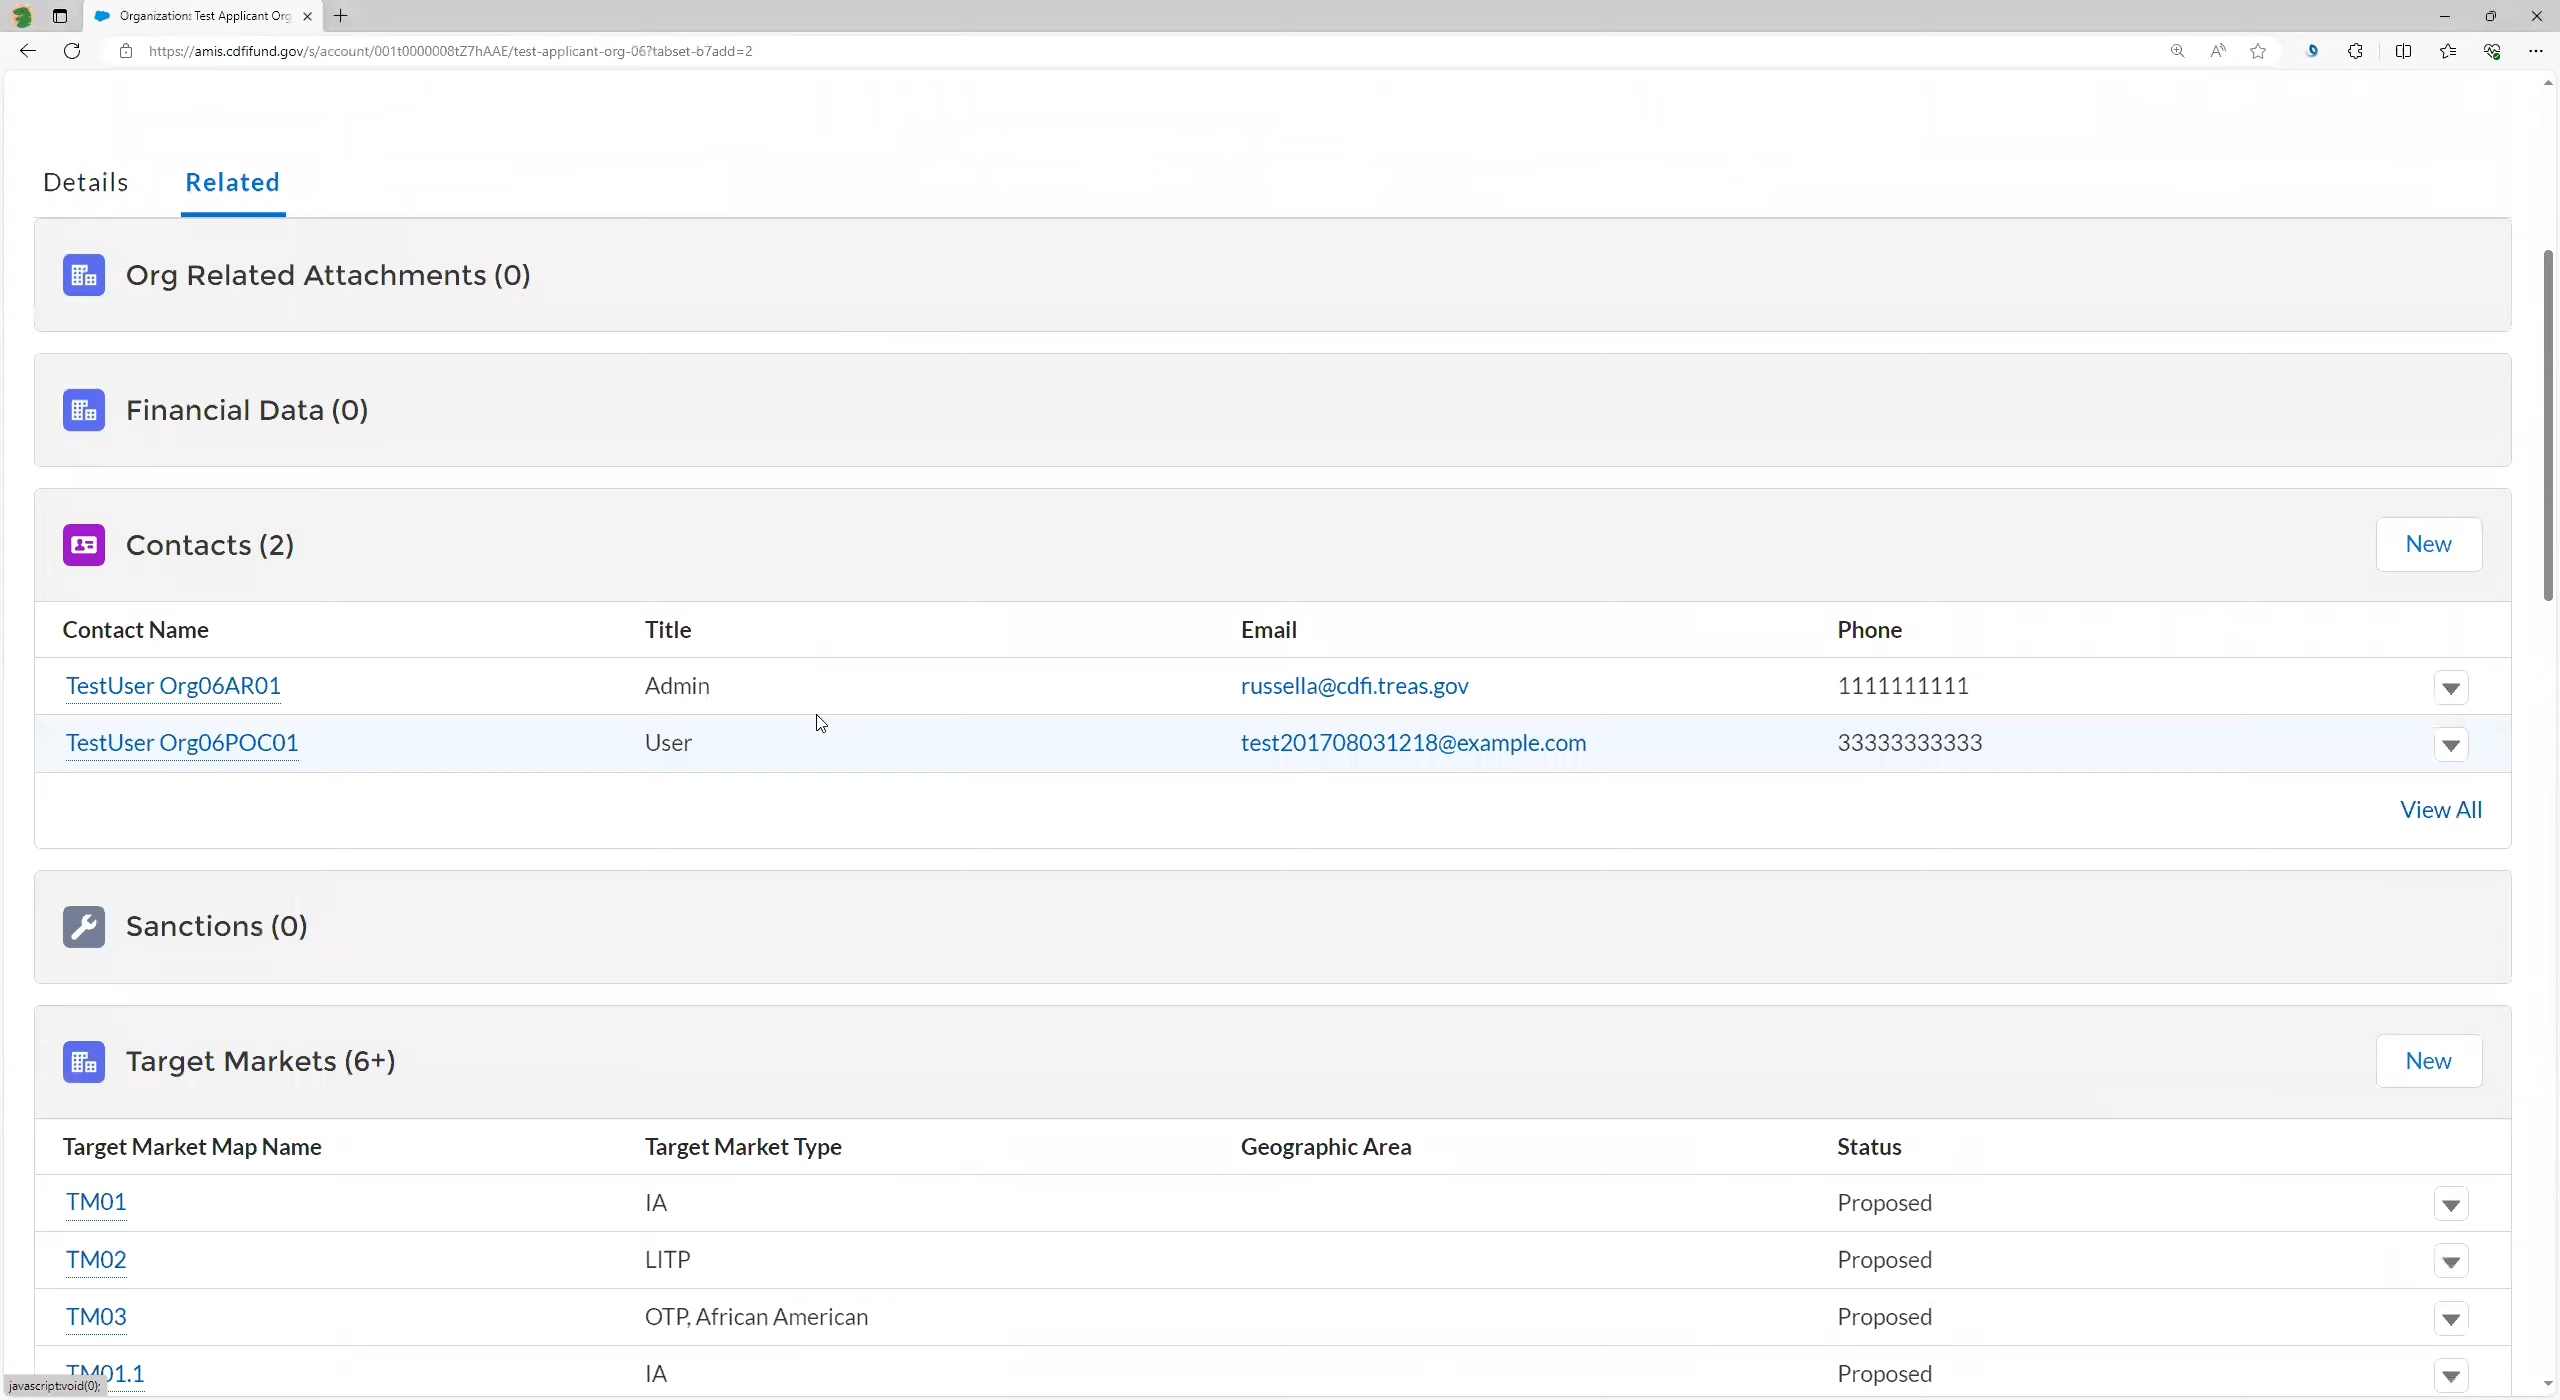 Organization: Test Applicant Org
https://amis.cdfifund.gov/s/account/001t0000008tZ7hAAE/test-applicant-org-06?tabset-b7add=2
Details Related
Org Related Attachments (0)
Financial Data (0)
Contacts (2) New
Contact Name Title Email Phone
TestUser Org06AR01 Admin russella@cdfi.treas.gov 1111111111
TestUser Org06POC01 User test201708031218@example.com 33333333333
View All
Sanctions (0)
Target Markets (6+) New
Target Market Map Name Target Market Type Geographic Area Status
TM01 IA Proposed
TM02 LITP Proposed
TM03 OTP, African American Proposed
TM01.1 IA Proposed
javascript:void(0);